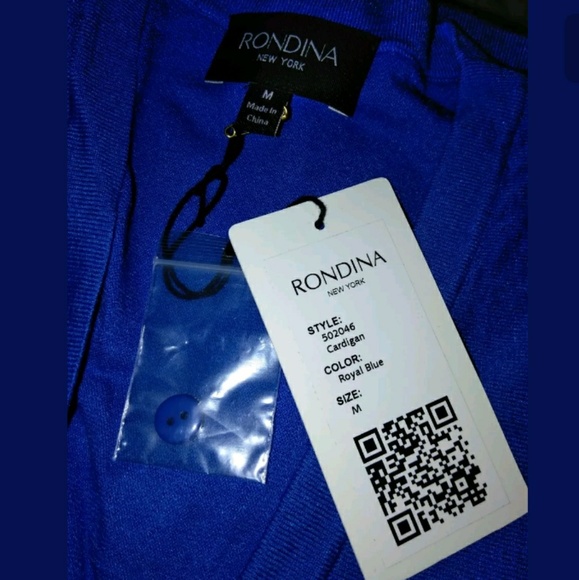 RONDINA
NEW YORK
M
Made In
China
RONDINA
NEW YORK
STYLE:
502046
Cardigan
COLOR:
Royal Blue
SIZE:
M